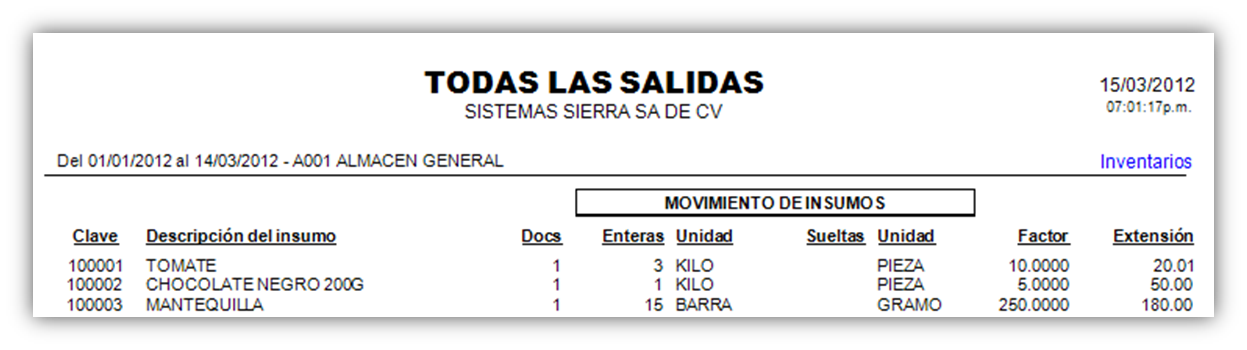 TODAS LAS SALIDAS
15/03/2012
SISTEMAS SIERRA SA DE CV
07:01:17p.m.
Del 01/01/2012 al 14/03/2012 - A001 ALMACEN GENERAL Inventarios
MOVIMIENTO DE INSUMOS
Clave Descripción del insumo Docs Enteras Unidad Sueltas Unidad Factor Extensión
100001 TOMATE 1 3 KILO PIEZA 10.0000 20.01
100002 CHOCOLATE NEGRO 200G 1 1 KILO PIEZA 5.0000 50.00
100003 MANTEQUILLA 1 15 BARRA GRAMO 250.0000 180.00